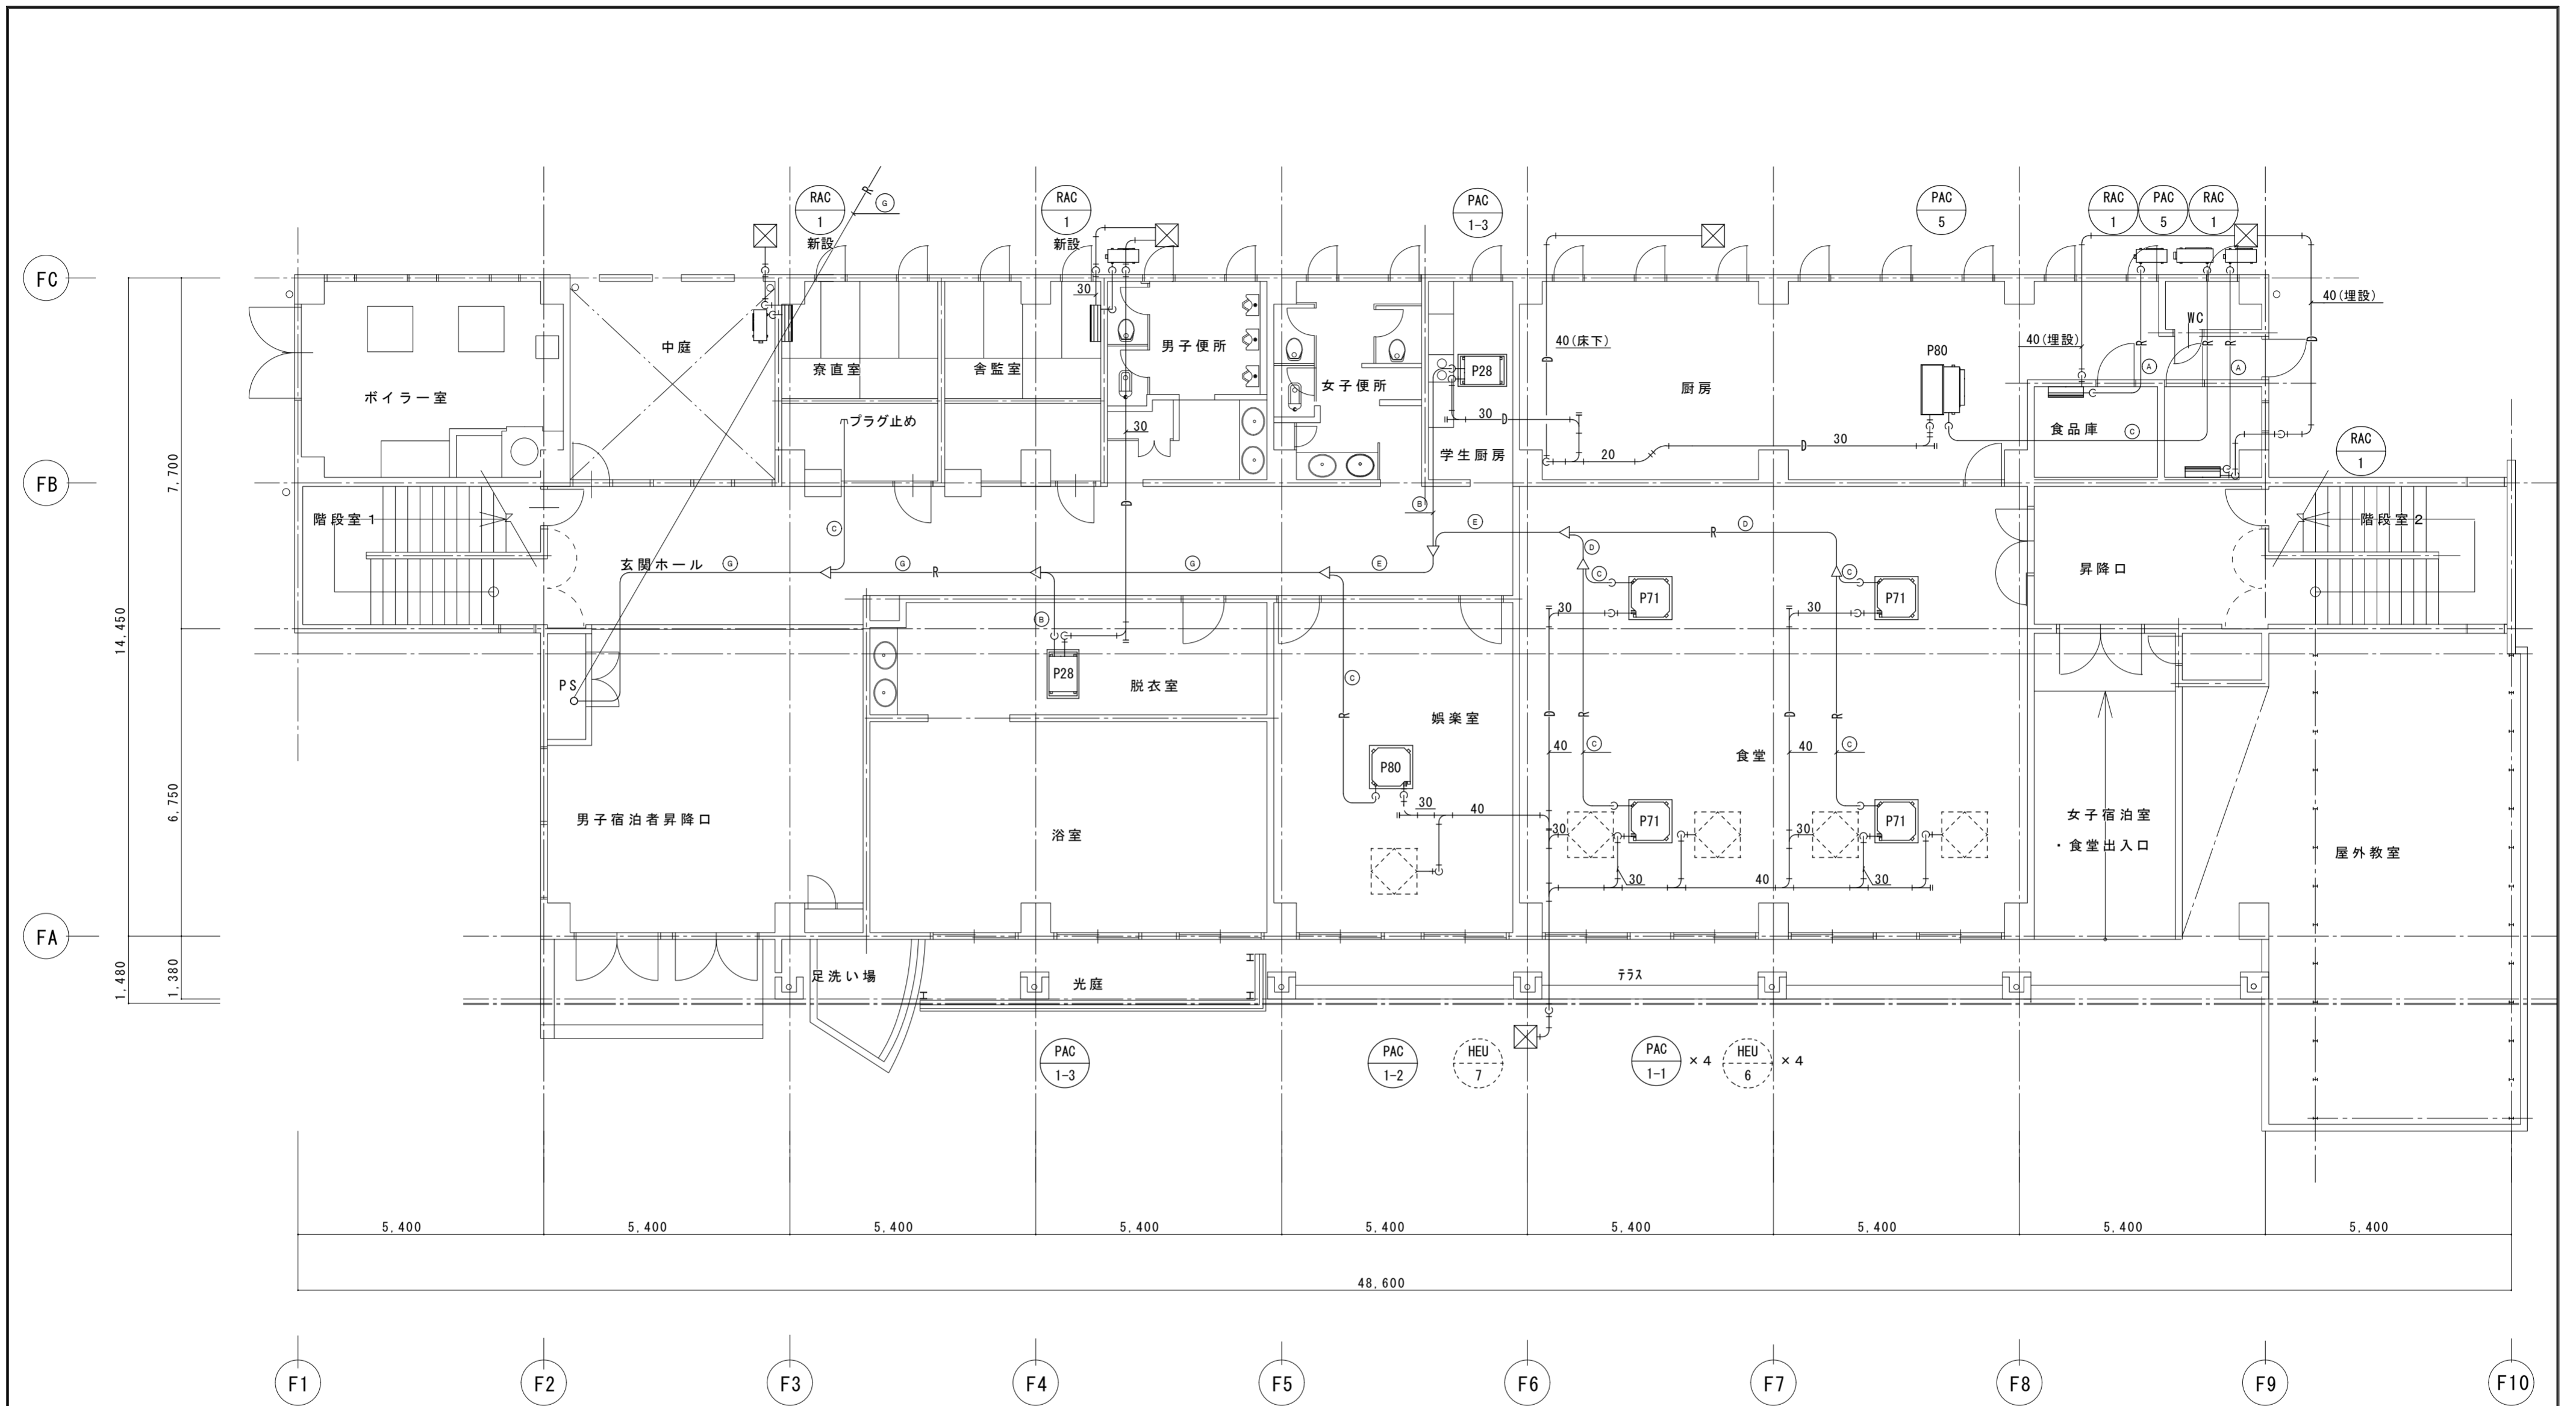 RAC
1
新設
R
G
RAC
1
新設
PAC
1-3
PAC
5
RAC
1
PAC
5
RAC
1
FC
30
40(埋設)
WC
40(床下)
40(埋設)
D
R
R
D
中庭
男子便所
P80
A
A
寮直室
舎監室
P28
女子便所
厨房
ボイラー室
プラグ止め
30
30
D
D
30
食品庫
C
RAC
1
学生厨房
20
7,700
FB
D
B
階段室1
C
E
R
D
階段室2
D
玄関ホール
G
G
R
G
E
C
C
昇降口
P71
P71
14,450
B
30
30
P28
脱衣室
PS
C
R
娯楽室
D
R
D
R
40
C
40
C
食堂
P80
6,750
30
40
男子宿泊者昇降口
浴室
30
P71
30
P71
女子宿泊室
・食堂出入口
屋外教室
30
40
30
FA
1,480
1,380
足洗い場
光庭
テラス
PAC
1-3
PAC
1-2
HEU
7
PAC
1-1
×4
HEU
6
×4
5,400
5,400
5,400
5,400
5,400
5,400
5,400
5,400
5,400
48,600
F1
F2
F3
F4
F5
F6
F7
F8
F9
F10